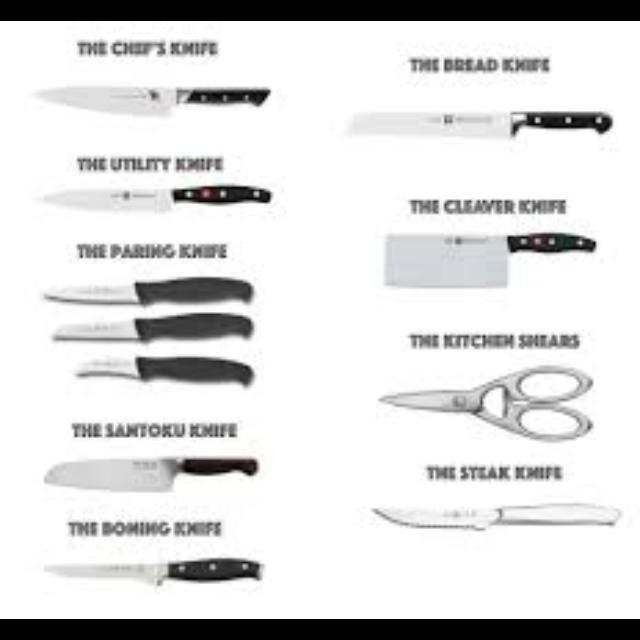 THE CHEF'S KNIFE
THE UTILITY KNIFE
THE PARING KNIFE
THE SANTOKU KNIFE
THE BONING KNIFE
THE BREAD KNIFE
THE CLEAVER KNIFE
THE KITCHEN SHEARS
THE STEAK KNIFE